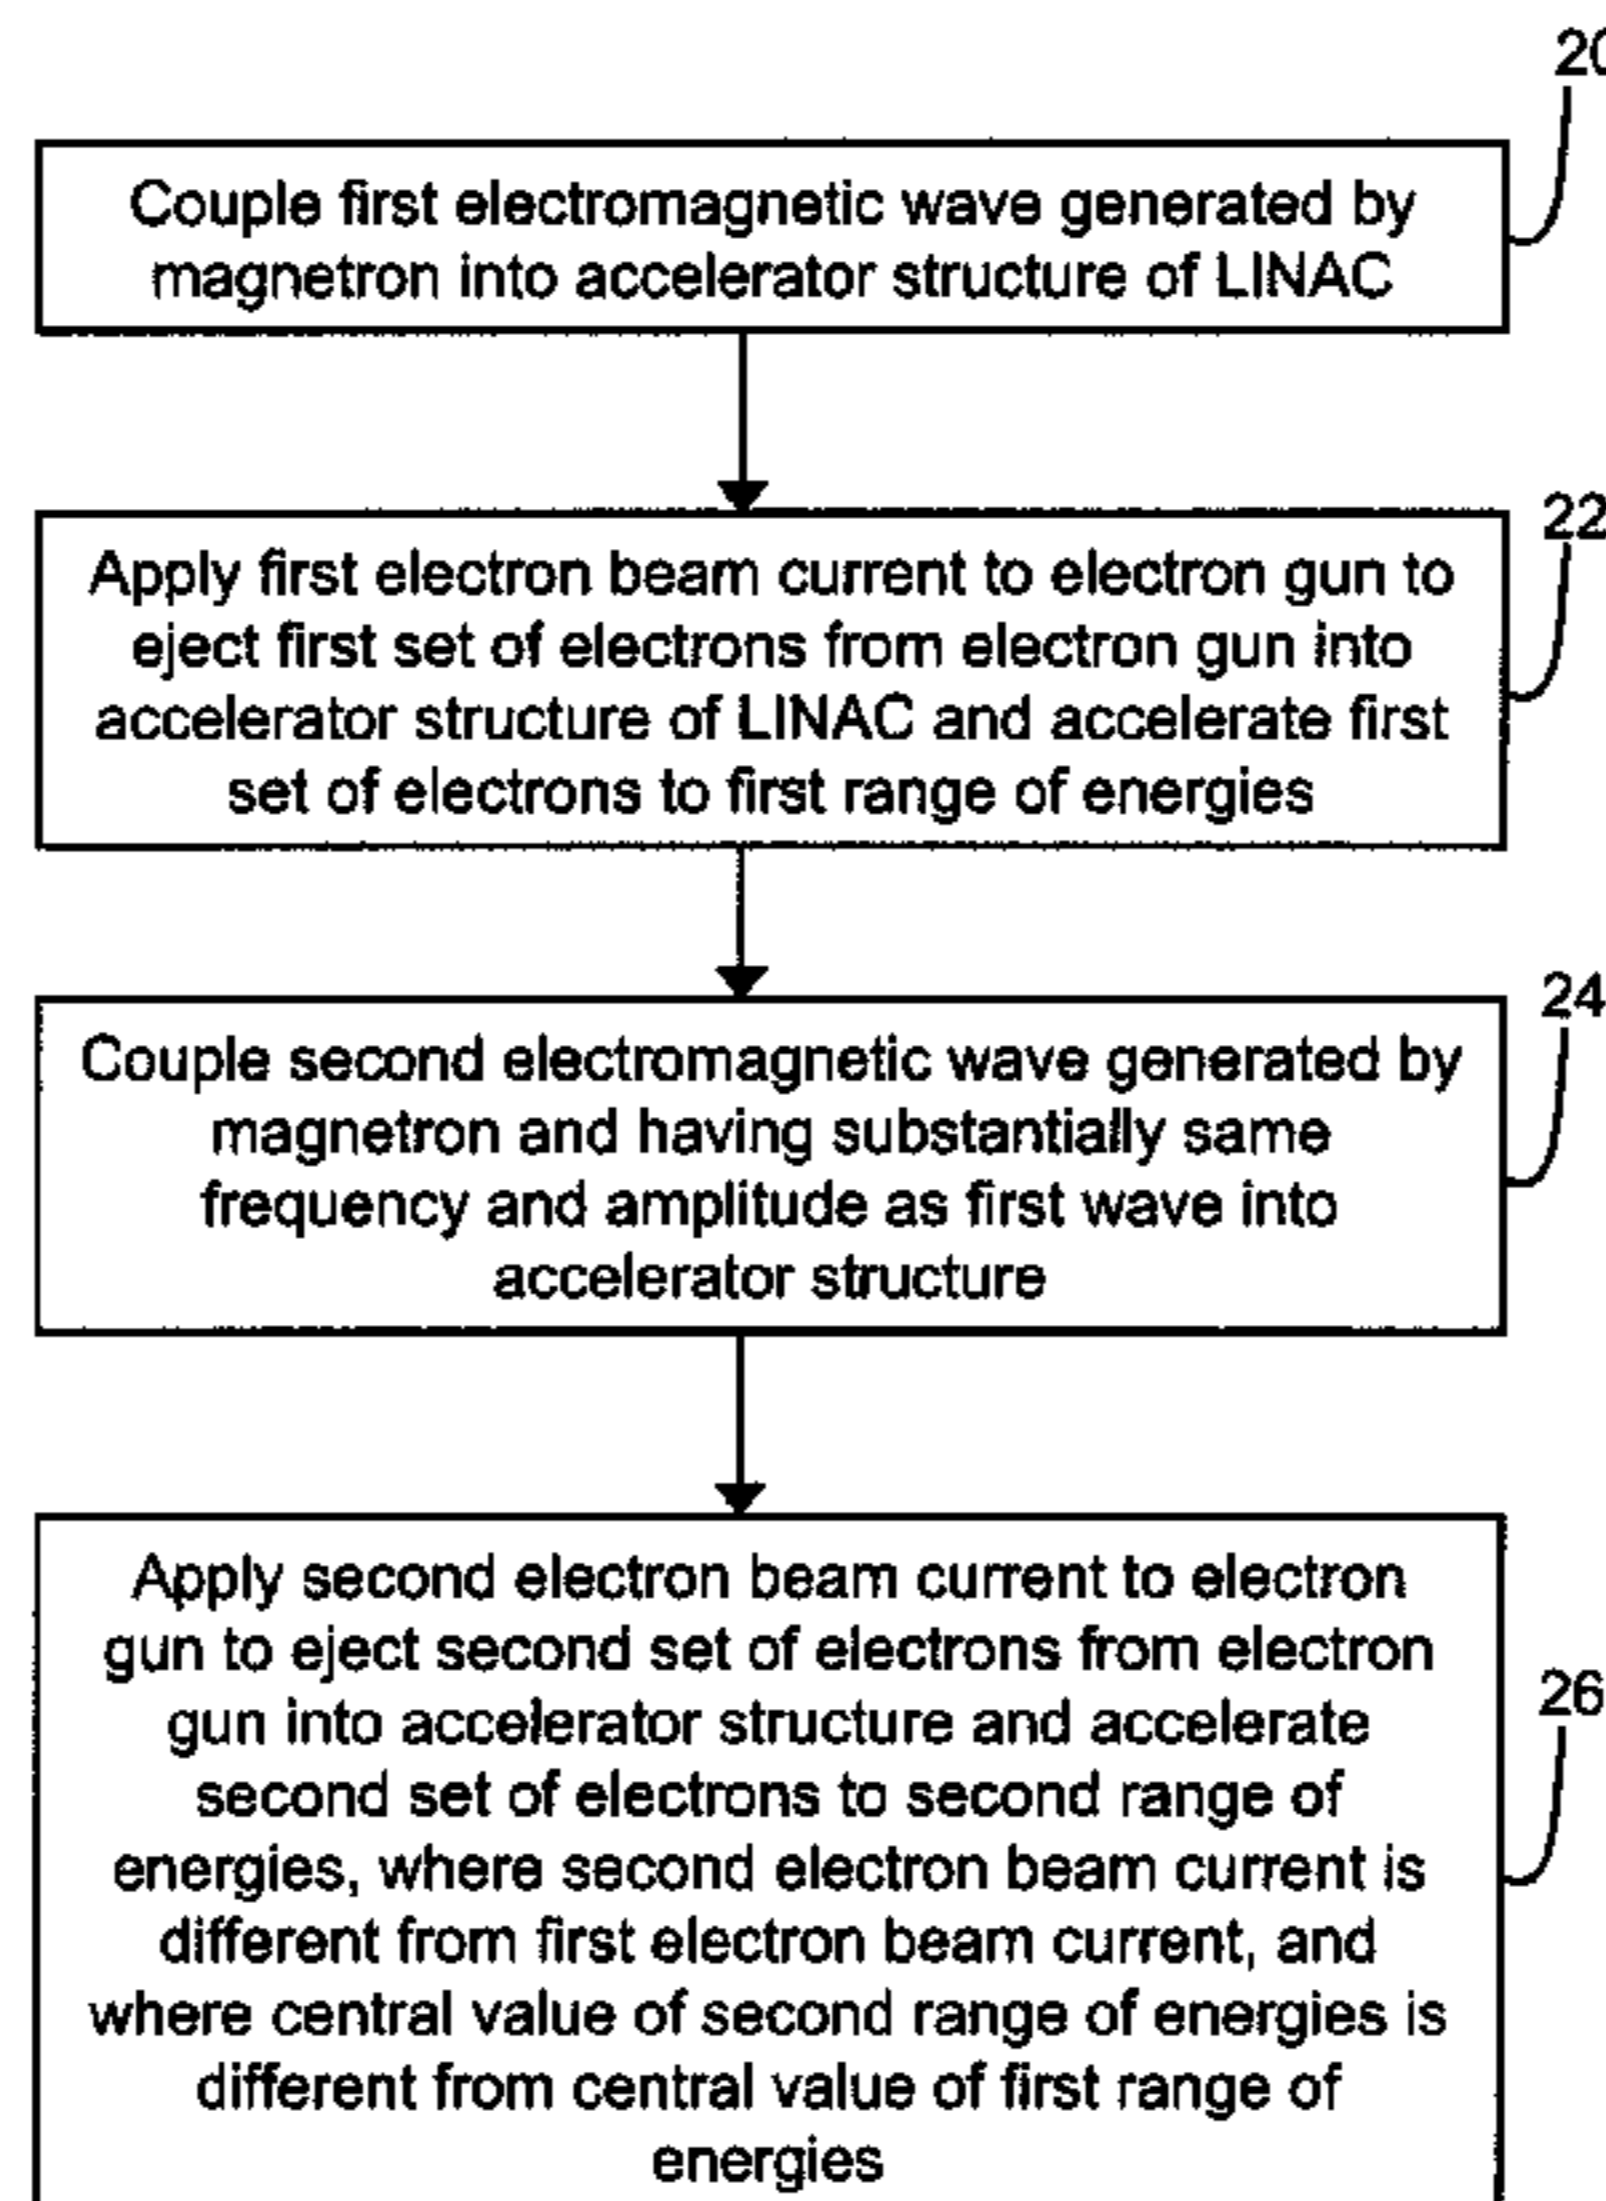 20
Couple first electromagnetic wave generated by
magnetron into accelerator structure of LINAC
22
Apply first electron beam current to electron gun to
eject first set of electrons from electron gun into
accelerator structure of LINAC and accelerate first
set of electrons to first range of energies
24
Couple second electromagnetic wave generated by
magnetron and having substantially same
frequency and amplitude as first wave into
accelerator structure
Apply second electron beam current to electron
gun to eject second set of electrons from electron
gun into accelerator structure and accelerate
26
second set of electrons to second range of
energies, where second electron beam current is
different from first electron beam current, and
where central value of second range of energies is
different from central value of first range of
energies